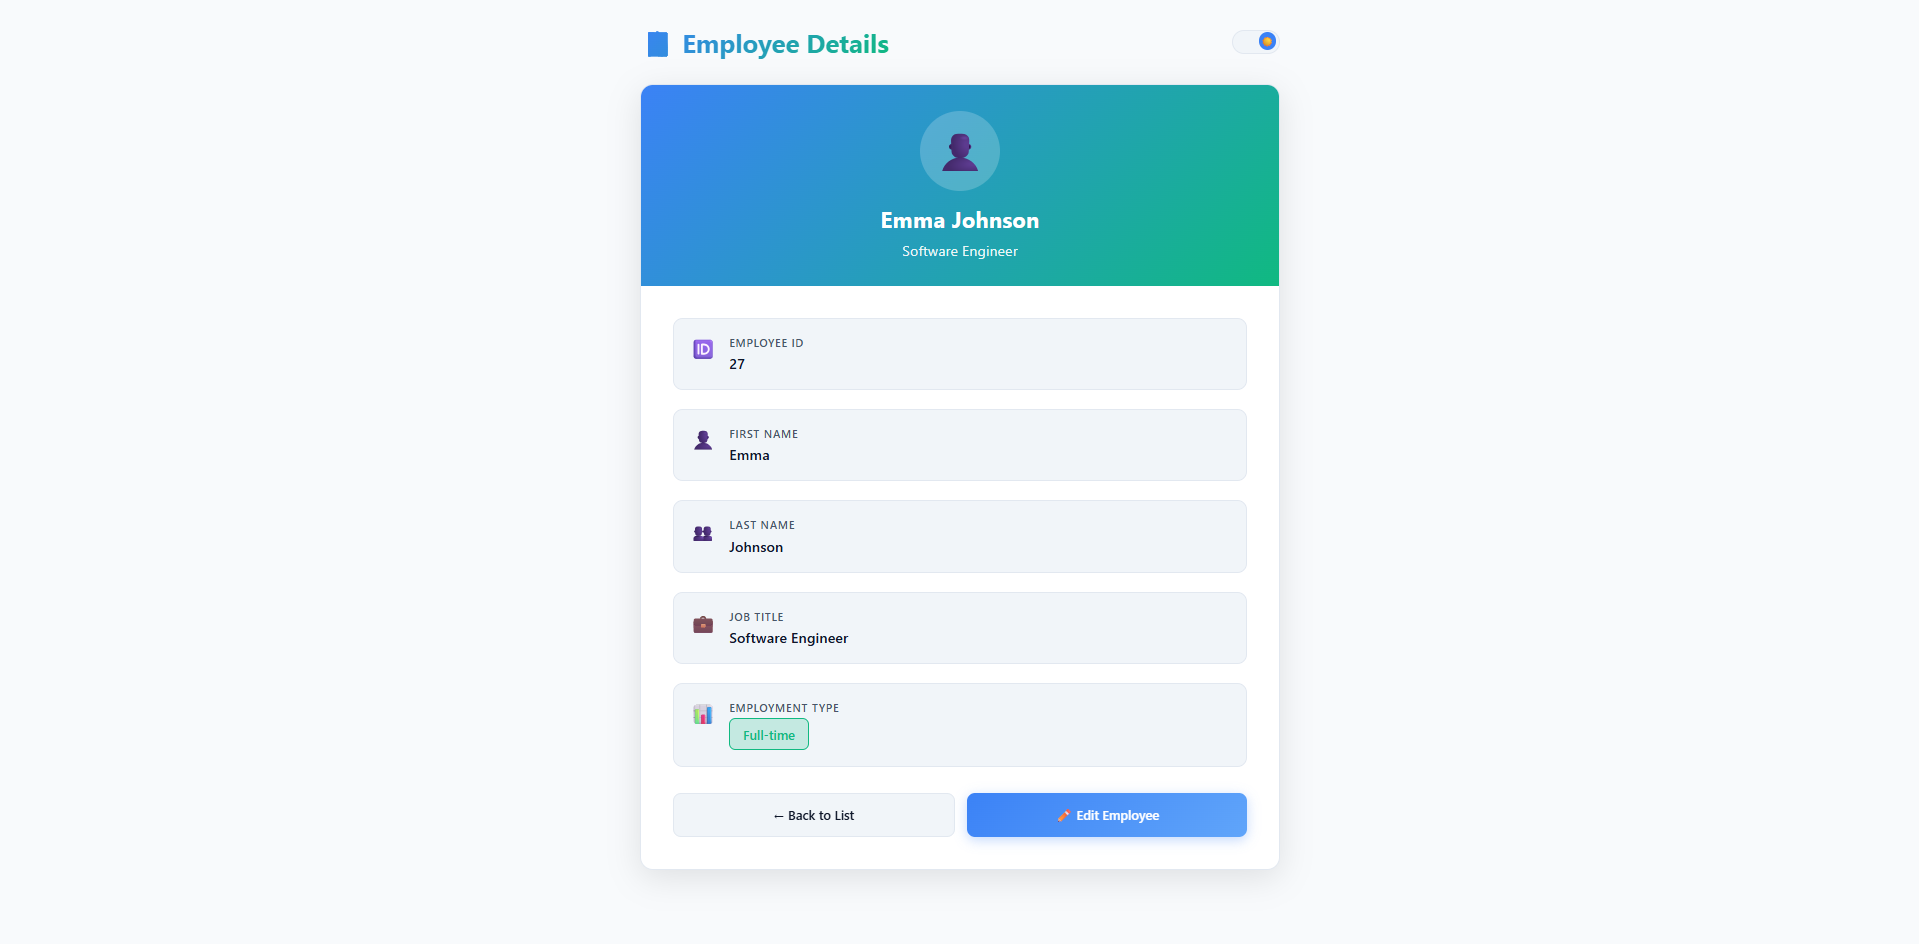 Employee Details
Emma Johnson
Software Engineer
EMPLOYEE ID
27
FIRST NAME
Emma
LAST NAME
Johnson
JOB TITLE
Software Engineer
EMPLOYMENT TYPE
Full-time
← Back to List
Edit Employee